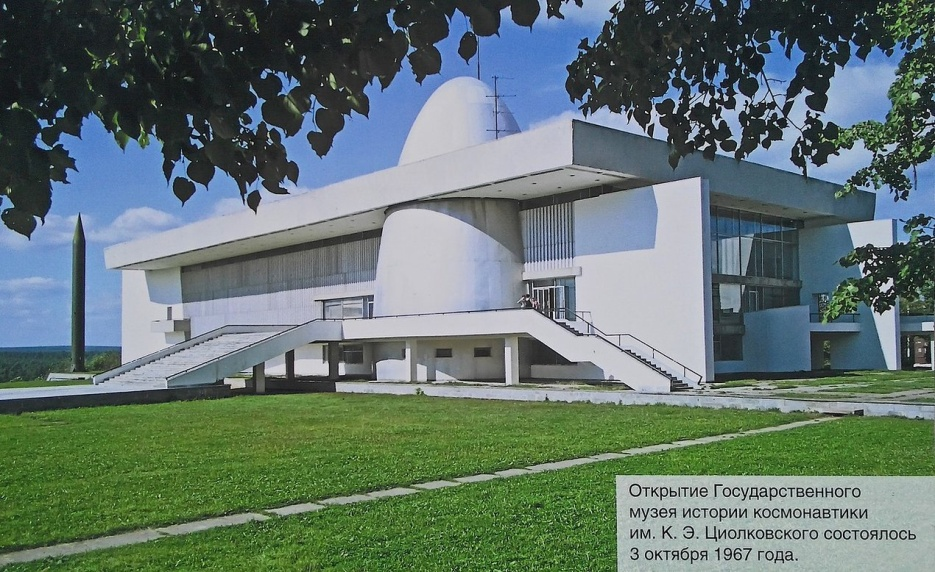 Открытие Государственного
музея истории космонавтики
им. К. Э. Циолковского состоялось
3 октября 1967 года.